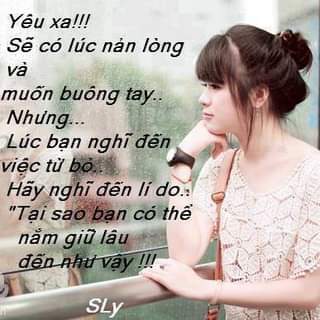 Yêu xa!!!
Sẽ có lúc nản lòng
và
muốn buông tay..
Nhưng...
Lúc bạn nghĩ đến
việc từ bỏ..
Hãy nghĩ đến lí do..
"Tại sao bạn có thể
nắm giữ lâu
đến như vậy !!!
SLy